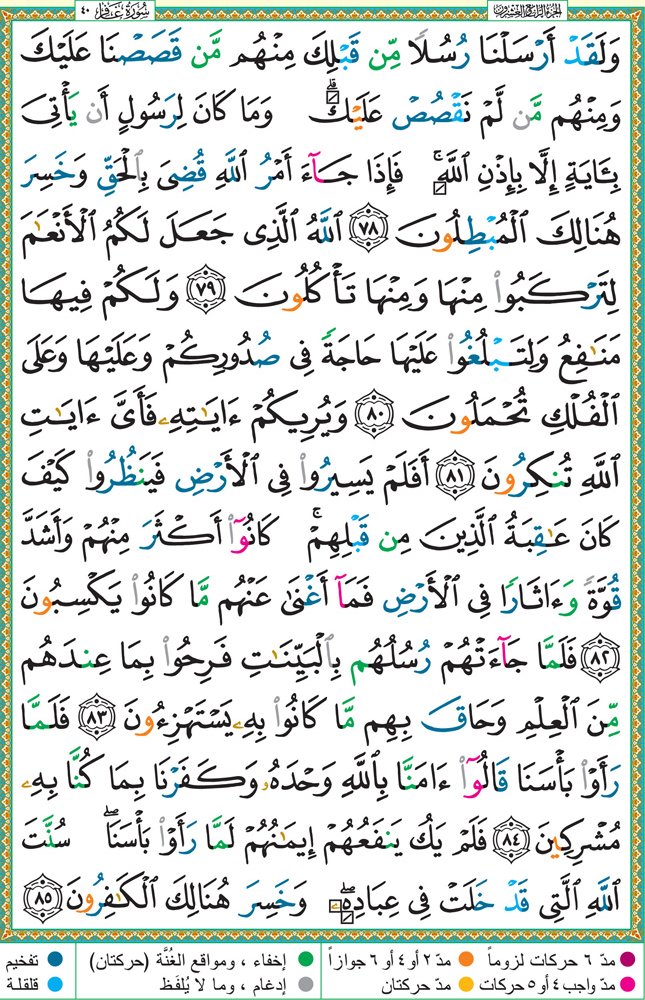 سُورَةُ غَافِر ٤٠ الجزء الرابع والعشرون
وَلَقَدْ أَرْسَلْنَا رُسُلًا مِّن قَبْلِكَ مِنْهُم مَّن قَصَصْنَا عَلَيْكَ
وَمِنْهُم مَّن لَّمْ نَقْصُصْ عَلَيْكَ ۗ وَمَا كَانَ لِرَسُولٍ أَن يَأْتِىَ
بِـَٔايَةٍ إِلَّا بِإِذْنِ ٱللَّهِ ۚ فَإِذَا جَآءَ أَمْرُ ٱللَّهِ قُضِىَ بِٱلْحَقِّ وَخَسِرَ
هُنَالِكَ ٱلْمُبْطِلُونَ ٧٨ ٱللَّهُ ٱلَّذِى جَعَلَ لَكُمُ ٱلْأَنْعَـٰمَ
لِتَرْكَبُوا۟ مِنْهَا وَمِنْهَا تَأْكُلُونَ ٧٩ وَلَكُمْ فِيهَا
مَنَـٰفِعُ وَلِتَبْلُغُوا۟ عَلَيْهَا حَاجَةً فِى صُدُورِكُمْ وَعَلَيْهَا وَعَلَى
ٱلْفُلْكِ تُحْمَلُونَ ٨٠ وَيُرِيكُمْ ءَايَـٰتِهِۦ فَأَىَّ ءَايَـٰتِ
ٱللَّهِ تُنكِرُونَ ٨١ أَفَلَمْ يَسِيرُوا۟ فِى ٱلْأَرْضِ فَيَنظُرُوا۟ كَيْفَ
كَانَ عَـٰقِبَةُ ٱلَّذِينَ مِن قَبْلِهِمْ ۚ كَانُوٓا۟ أَكْثَرَ مِنْهُمْ وَأَشَدَّ
قُوَّةً وَءَاثَارًا فِى ٱلْأَرْضِ فَمَآ أَغْنَىٰ عَنْهُم مَّا كَانُوا۟ يَكْسِبُونَ
٨٢ فَلَمَّا جَآءَتْهُمْ رُسُلُهُم بِٱلْبَيِّنَـٰتِ فَرِحُوا۟ بِمَا عِندَهُم
مِّنَ ٱلْعِلْمِ وَحَاقَ بِهِم مَّا كَانُوا۟ بِهِۦ يَسْتَهْزِءُونَ ٨٣ فَلَمَّا
رَأَوْا۟ بَأْسَنَا قَالُوٓا۟ ءَامَنَّا بِٱللَّهِ وَحْدَهُۥ وَكَفَرْنَا بِمَا كُنَّا بِهِۦ
مُشْرِكِينَ ٨٤ فَلَمْ يَكُ يَنفَعُهُمْ إِيمَـٰنُهُمْ لَمَّا رَأَوْا۟ بَأْسَنَا ۖ سُنَّتَ
ٱللَّهِ ٱلَّتِى قَدْ خَلَتْ فِى عِبَادِهِۦ ۖ وَخَسِرَ هُنَالِكَ ٱلْكَـٰفِرُونَ ٨٥
مدّ ٦ حركات لزوماً مدّ ٢ أو ٤ أو ٦ جوازاً إخفاء ، ومواقع الغُنَّة (حركتان) تفخيم
مدّ واجب ٤ أو ٥ حركات مدّ حركتان إدغام ، وما لا يُلفَظ قلقلة